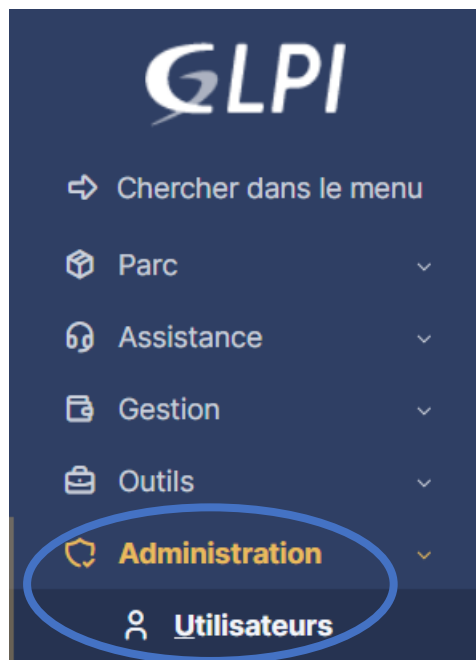 GLPI
Chercher dans le menu
Parc
Assistance
Gestion
Outils
Administration
Utilisateurs